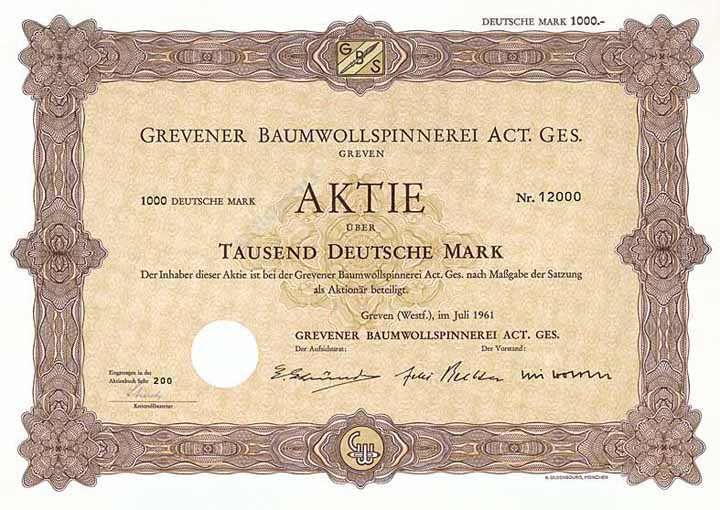 DEUTSCHE MARK 1000.-
G B S
GREVENER BAUMWOLLSPINNEREI ACT. GES.
GREVEN
1000 DEUTSCHE MARK
AKTIE
Nr. 12000
ÜBER
TAUSEND DEUTSCHE MARK
Der Inhaber dieser Aktie ist bei der Grevener Baumwollspinnerei Act. Ges. nach Maßgabe der Satzung
als Aktionär beteiligt.
Greven (Westf.), im Juli 1961
GREVENER BAUMWOLLSPINNEREI ACT. GES.
Der Aufsichtsrat: Der Vorstand:
Eingetragen in das
Aktienbuch Seite 200
Kontrollbeamter
R. OLDENBOURG, MÜNCHEN